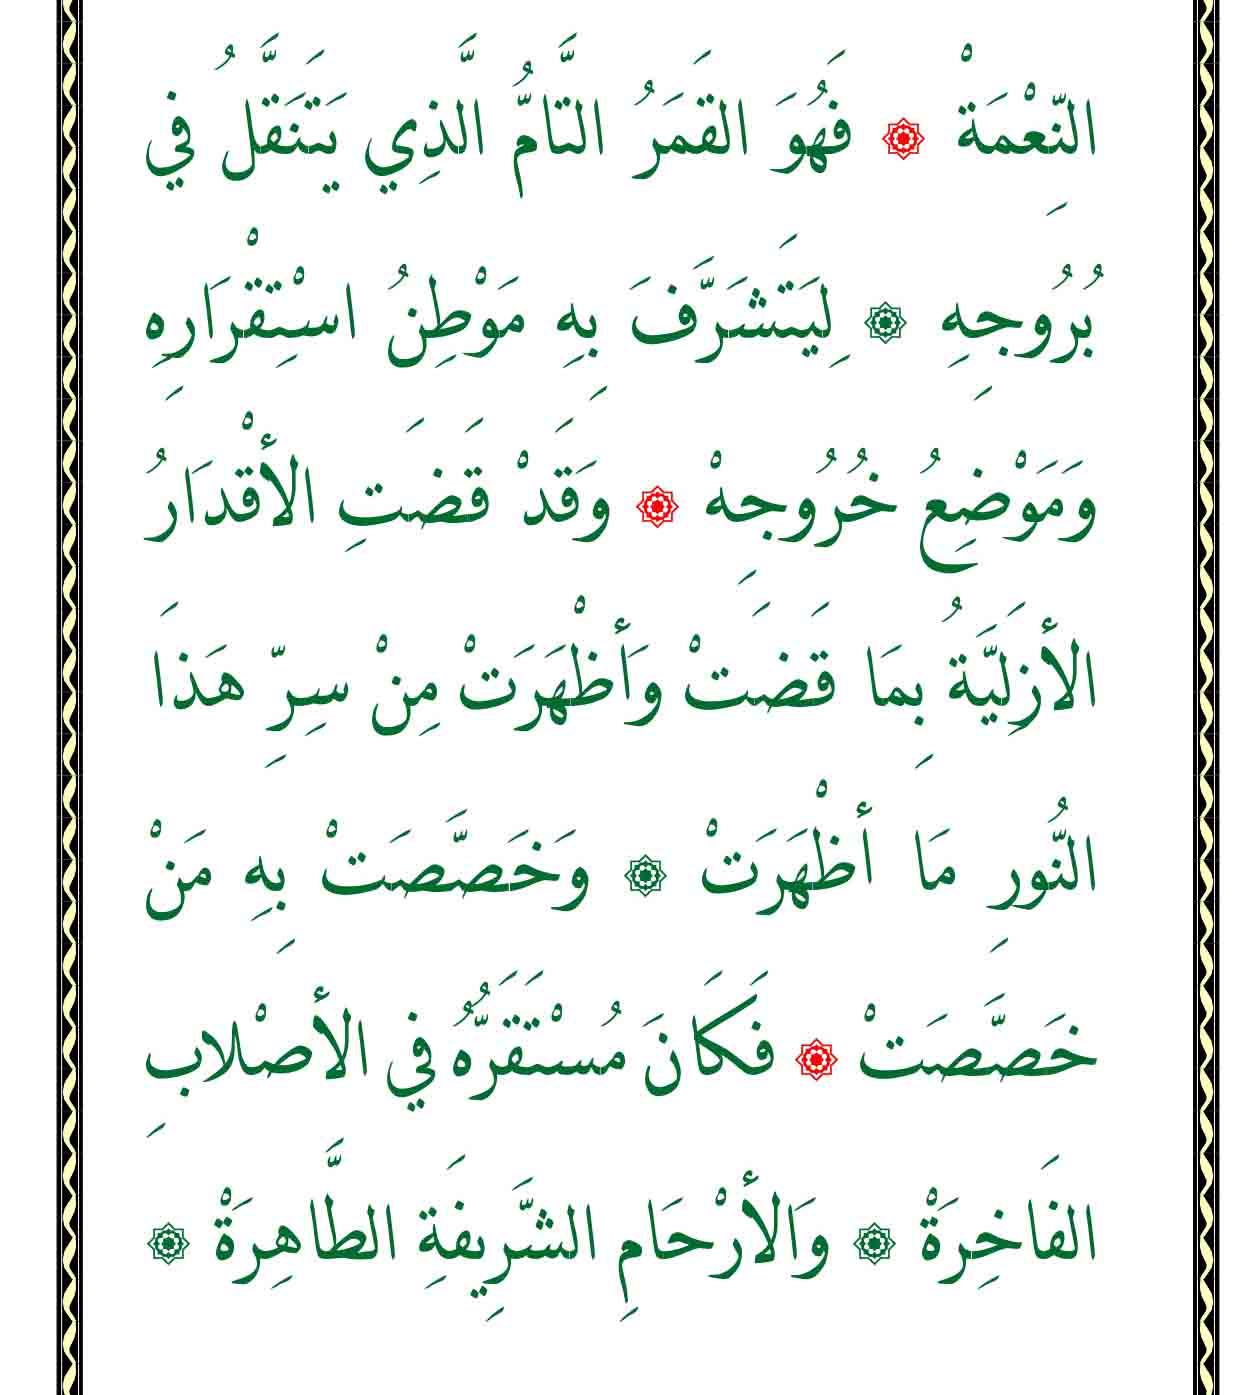 النِّعْمَةْ ۞ فَهُوَ القَمَرُ التَّامُّ الَّذِي يَتَنَقَّلُ فِي
بُرُوجِهِ ۞ لِيَتَشَرَّفَ بِهِ مَوْطِنُ اسْتِقْرَارِهِ
وَمَوْضِعُ خُرُوجِهْ ۞ وَقَدْ قَضَتِ الأَقْدَارُ
الأَزَلِيَّةُ بِمَا قَضَتْ وَأَظْهَرَتْ مِنْ سِرِّ هَذَا
النُّورِ مَا أَظْهَرَتْ ۞ وَخَصَّصَتْ بِهِ مَنْ
خَصَّصَتْ ۞ فَكَانَ مُسْتَقَرُّهُ فِي الأَصْلابِ
الفَاخِرَةْ ۞ وَالأَرْحَامِ الشَّرِيفَةِ الطَّاهِرَةْ ۞